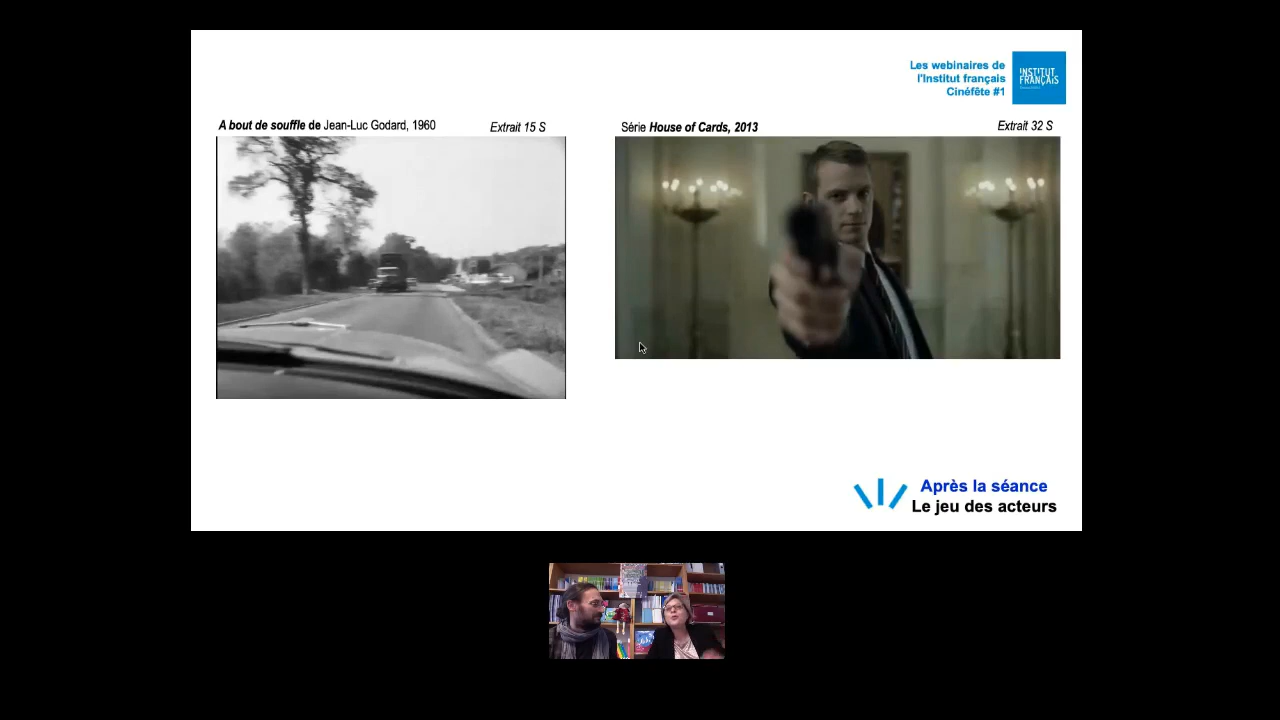 Les webinaires de
l'Institut français
Cinéfête #1
INSTITUT
FRANÇAIS
A bout de souffle de Jean-Luc Godard, 1960
Extrait 15 S
Série House of Cards, 2013
Extrait 32 S
Après la séance
Le jeu des acteurs